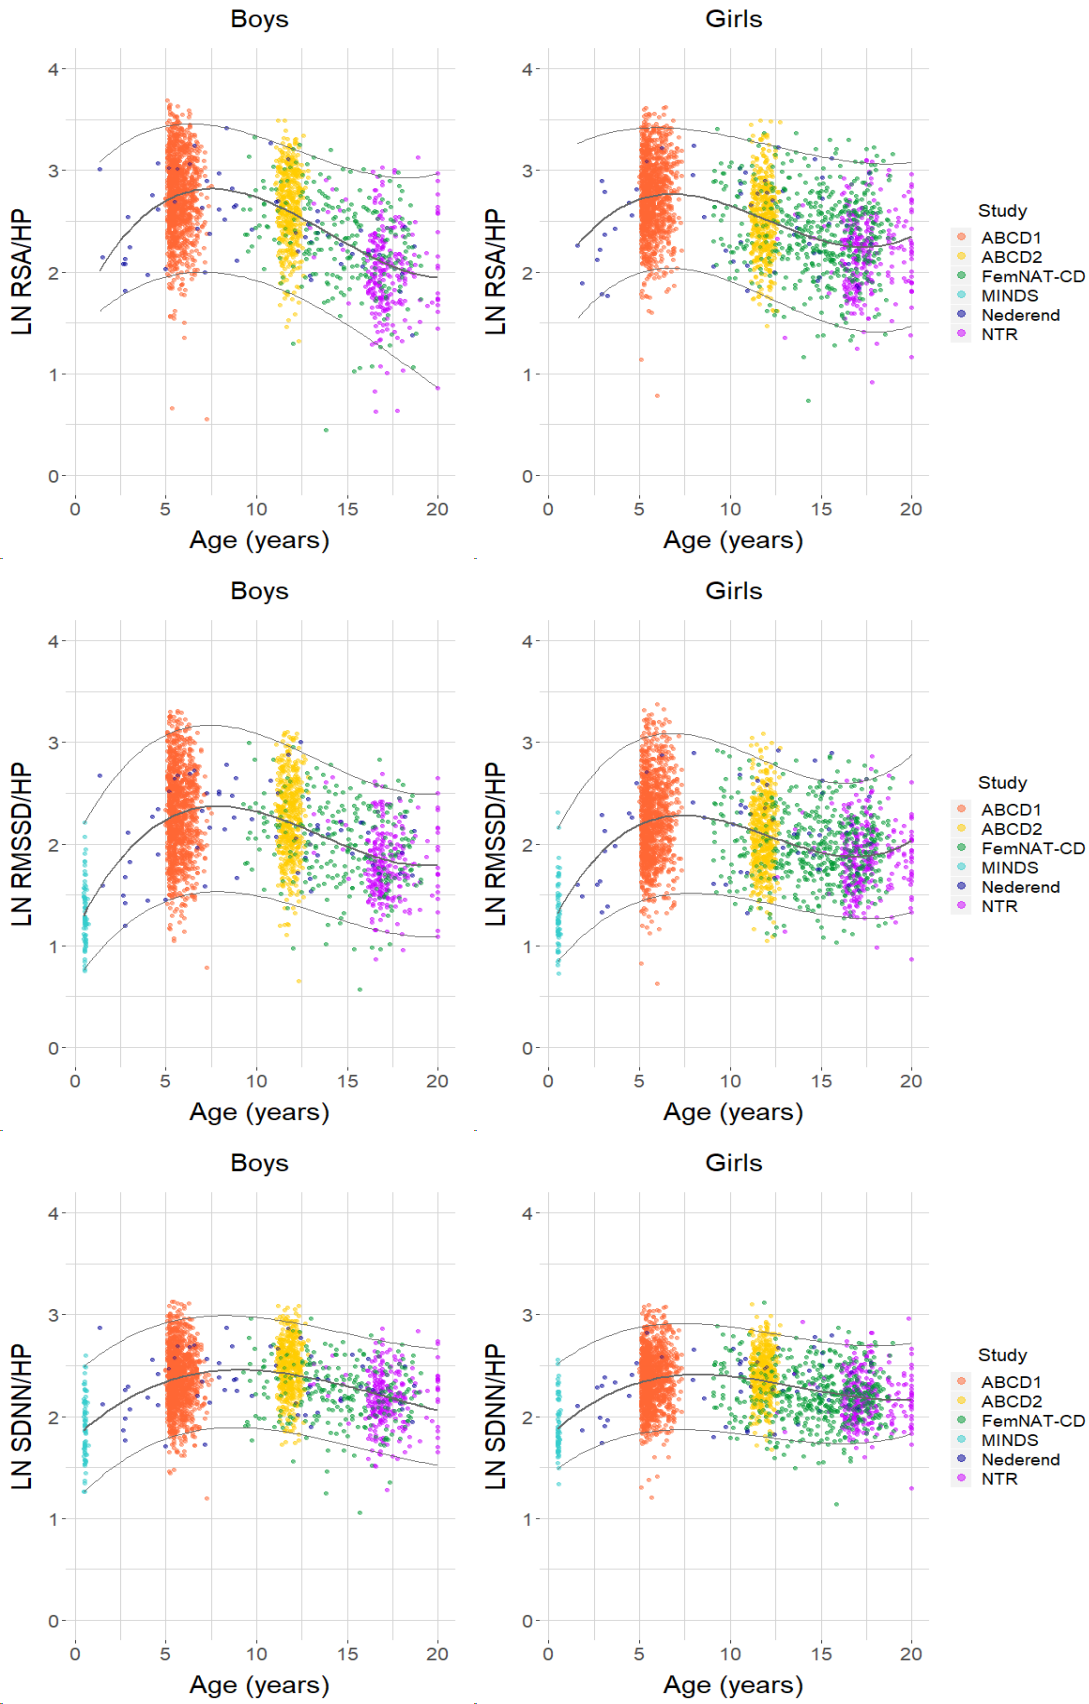 Boys
Girls
4
3
2
1
0
LN RSA/HP
0 5 10 15 20
Age (years)
4
3
2
1
0
LN RSA/HP
0 5 10 15 20
Age (years)
Study
ABCD1
ABCD2
FemNAT-CD
MINDS
Nederend
NTR
Boys
Girls
4
3
2
1
0
LN RMSSD/HP
0 5 10 15 20
Age (years)
4
3
2
1
0
LN RMSSD/HP
0 5 10 15 20
Age (years)
Study
ABCD1
ABCD2
FemNAT-CD
MINDS
Nederend
NTR
Boys
Girls
4
3
2
1
0
LN SDNN/HP
0 5 10 15 20
Age (years)
4
3
2
1
0
LN SDNN/HP
0 5 10 15 20
Age (years)
Study
ABCD1
ABCD2
FemNAT-CD
MINDS
Nederend
NTR